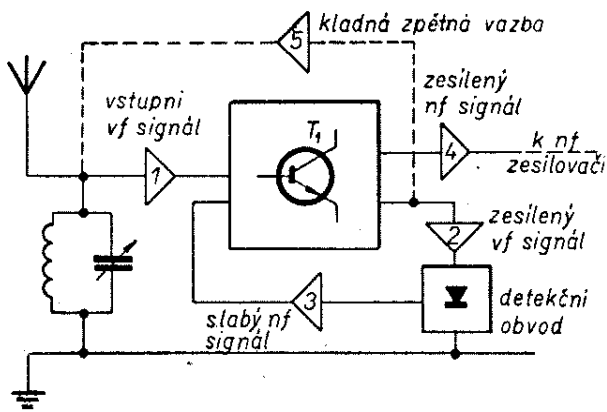 5
kladná zpětná vazba
vstupní
vf signál
1
T1
zesílený
nf signál
4
k nf
zesilovači
2
zesílený
vf signál
3
slabý nf
signál
detekční
obvod